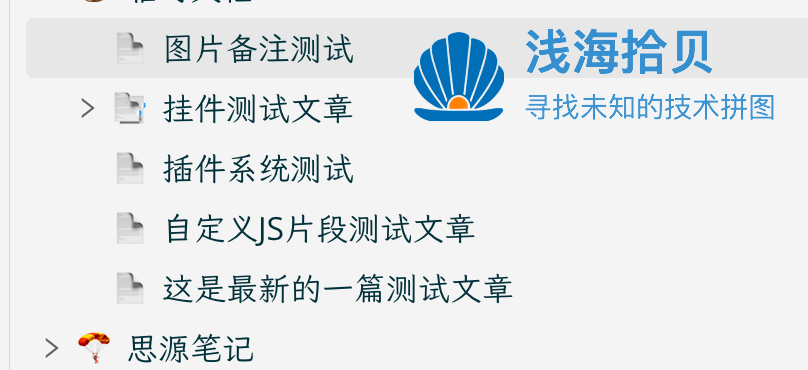 图片备注测试
浅海拾贝
寻找未知的技术拼图
挂件测试文章
插件系统测试
自定义JS片段测试文章
这是最新的一篇测试文章
思源笔记